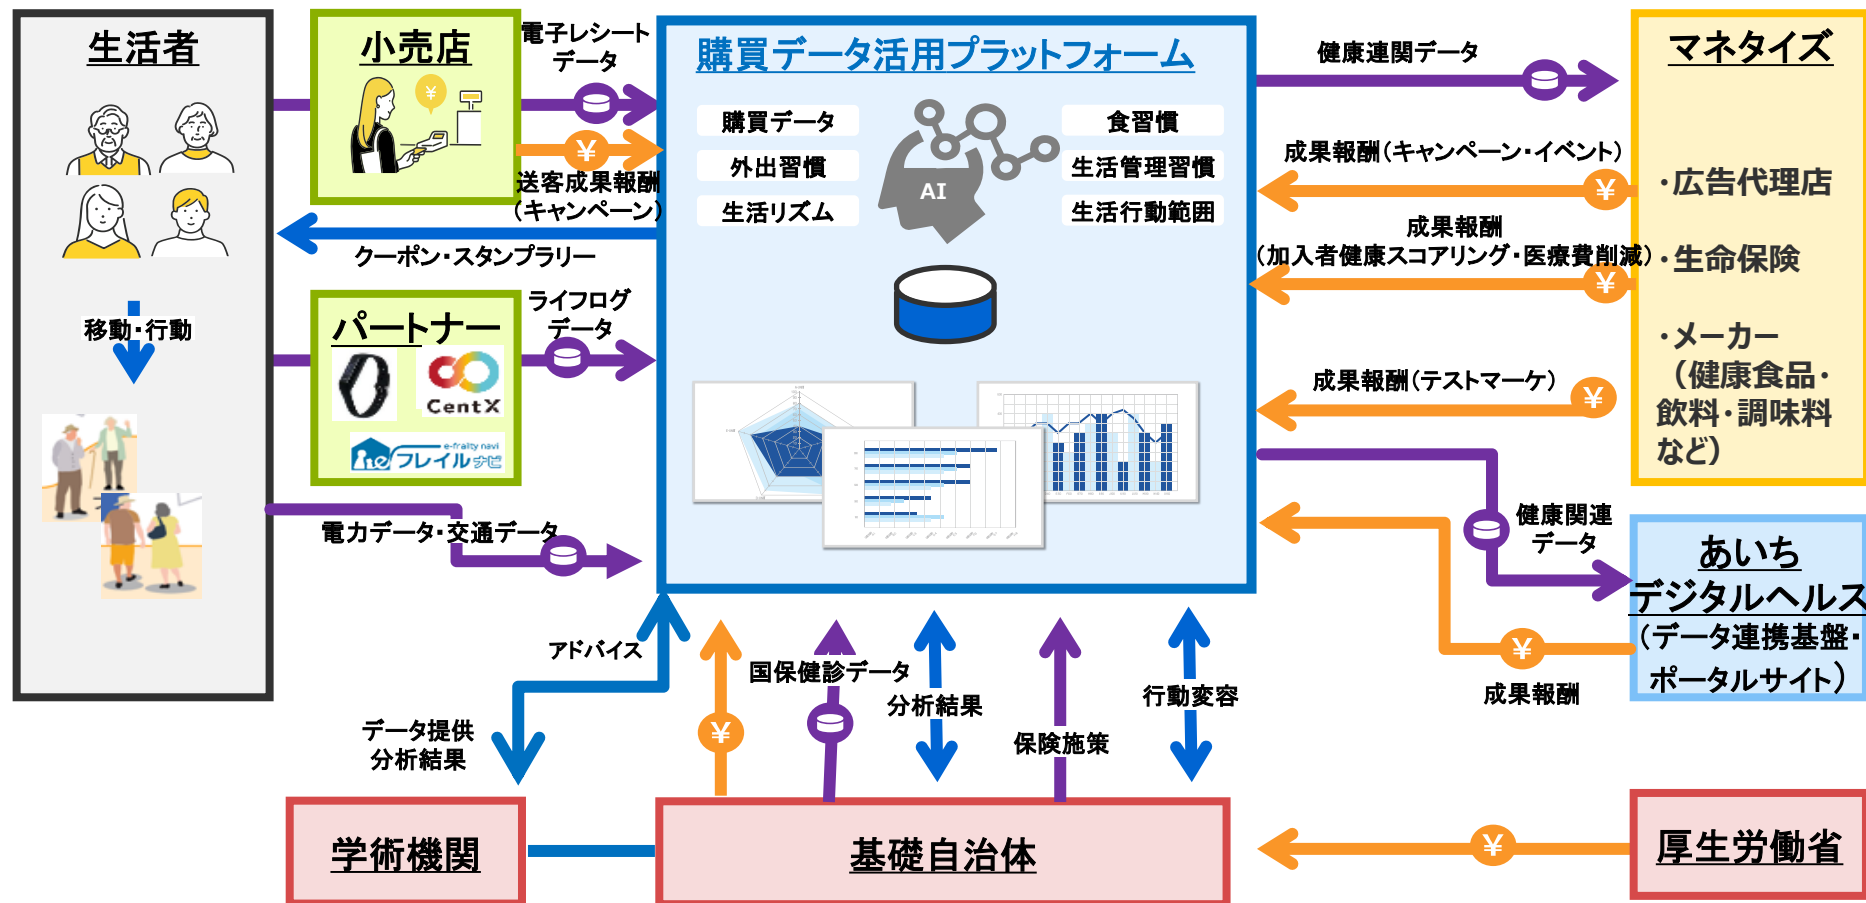 生活者
移動・行動
小売店
¥
電子レシート
データ
¥
送客成果報酬
(キャンペーン)
クーポン・スタンプラリー
パートナー
CentX
e-frailty navi
フレイルナビ
ライフログ
データ
電力データ・交通データ
購買データ活用プラットフォーム
購買データ
外出習慣
生活リズム
AI
食習慣
生活管理習慣
生活行動範囲
健康連関データ
成果報酬(キャンペーン・イベント)
¥
成果報酬
(加入者健康スコアリング・医療費削減)
¥
成果報酬(テストマーケ)
¥
マネタイズ
・広告代理店
・生命保険
・メーカー
(健康食品・
飲料・調味料
など)
健康関連
データ
あいち
デジタルヘルス
(データ連携基盤・
ポータルサイト)
¥
成果報酬
アドバイス
データ提供
分析結果
¥
国保健診データ
分析結果
保険施策
行動変容
学術機関
基礎自治体
¥
厚生労働省